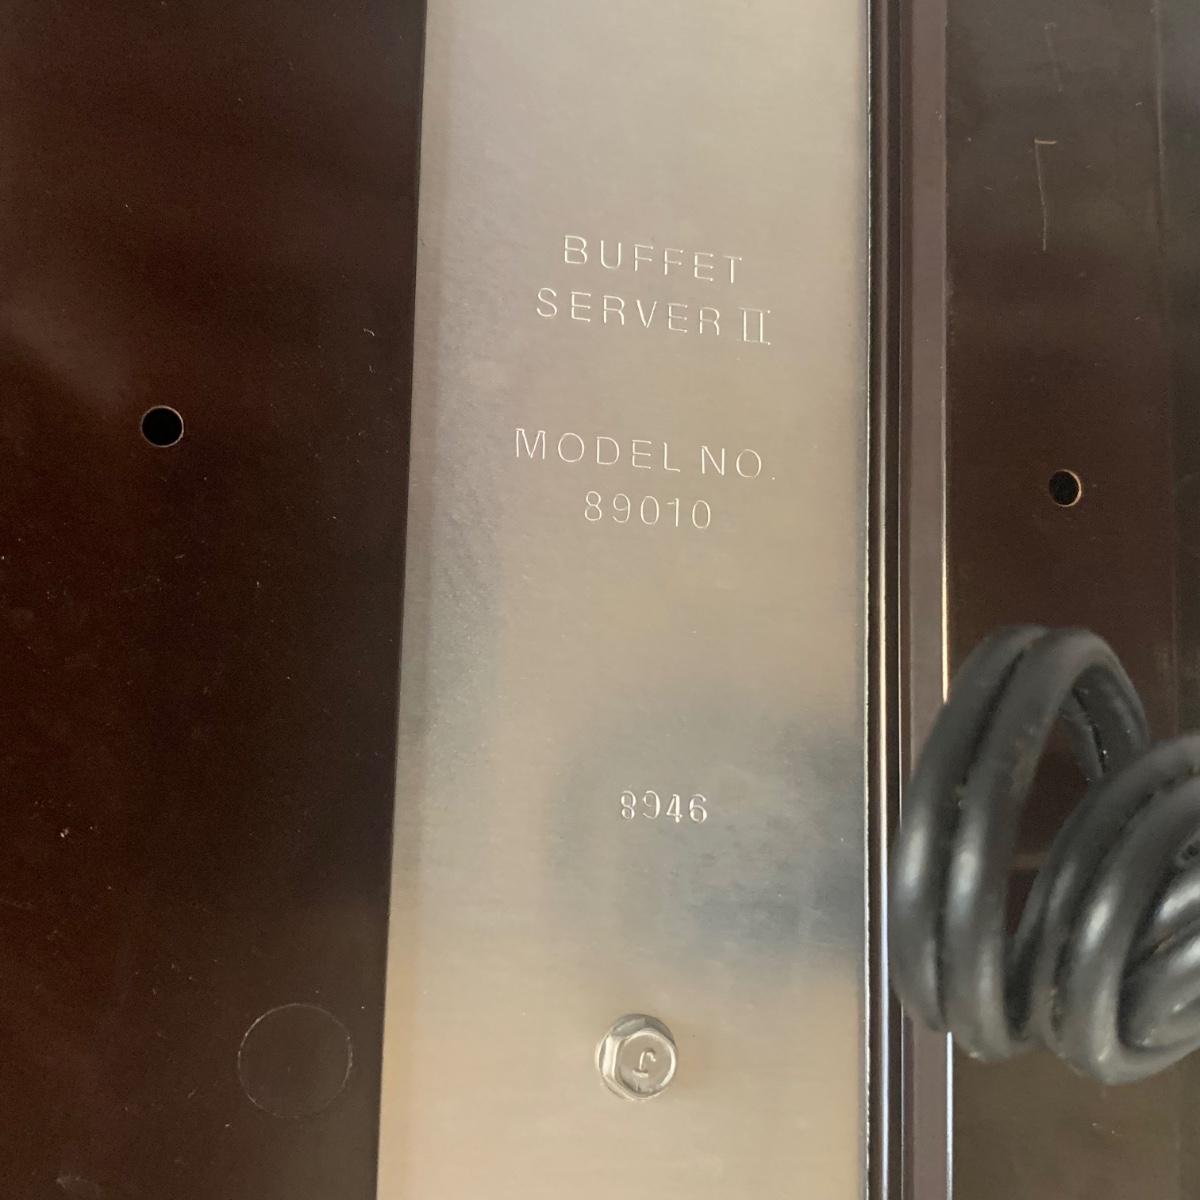 BUFFET
SERVER II
MODEL NO.
89010
8946
J